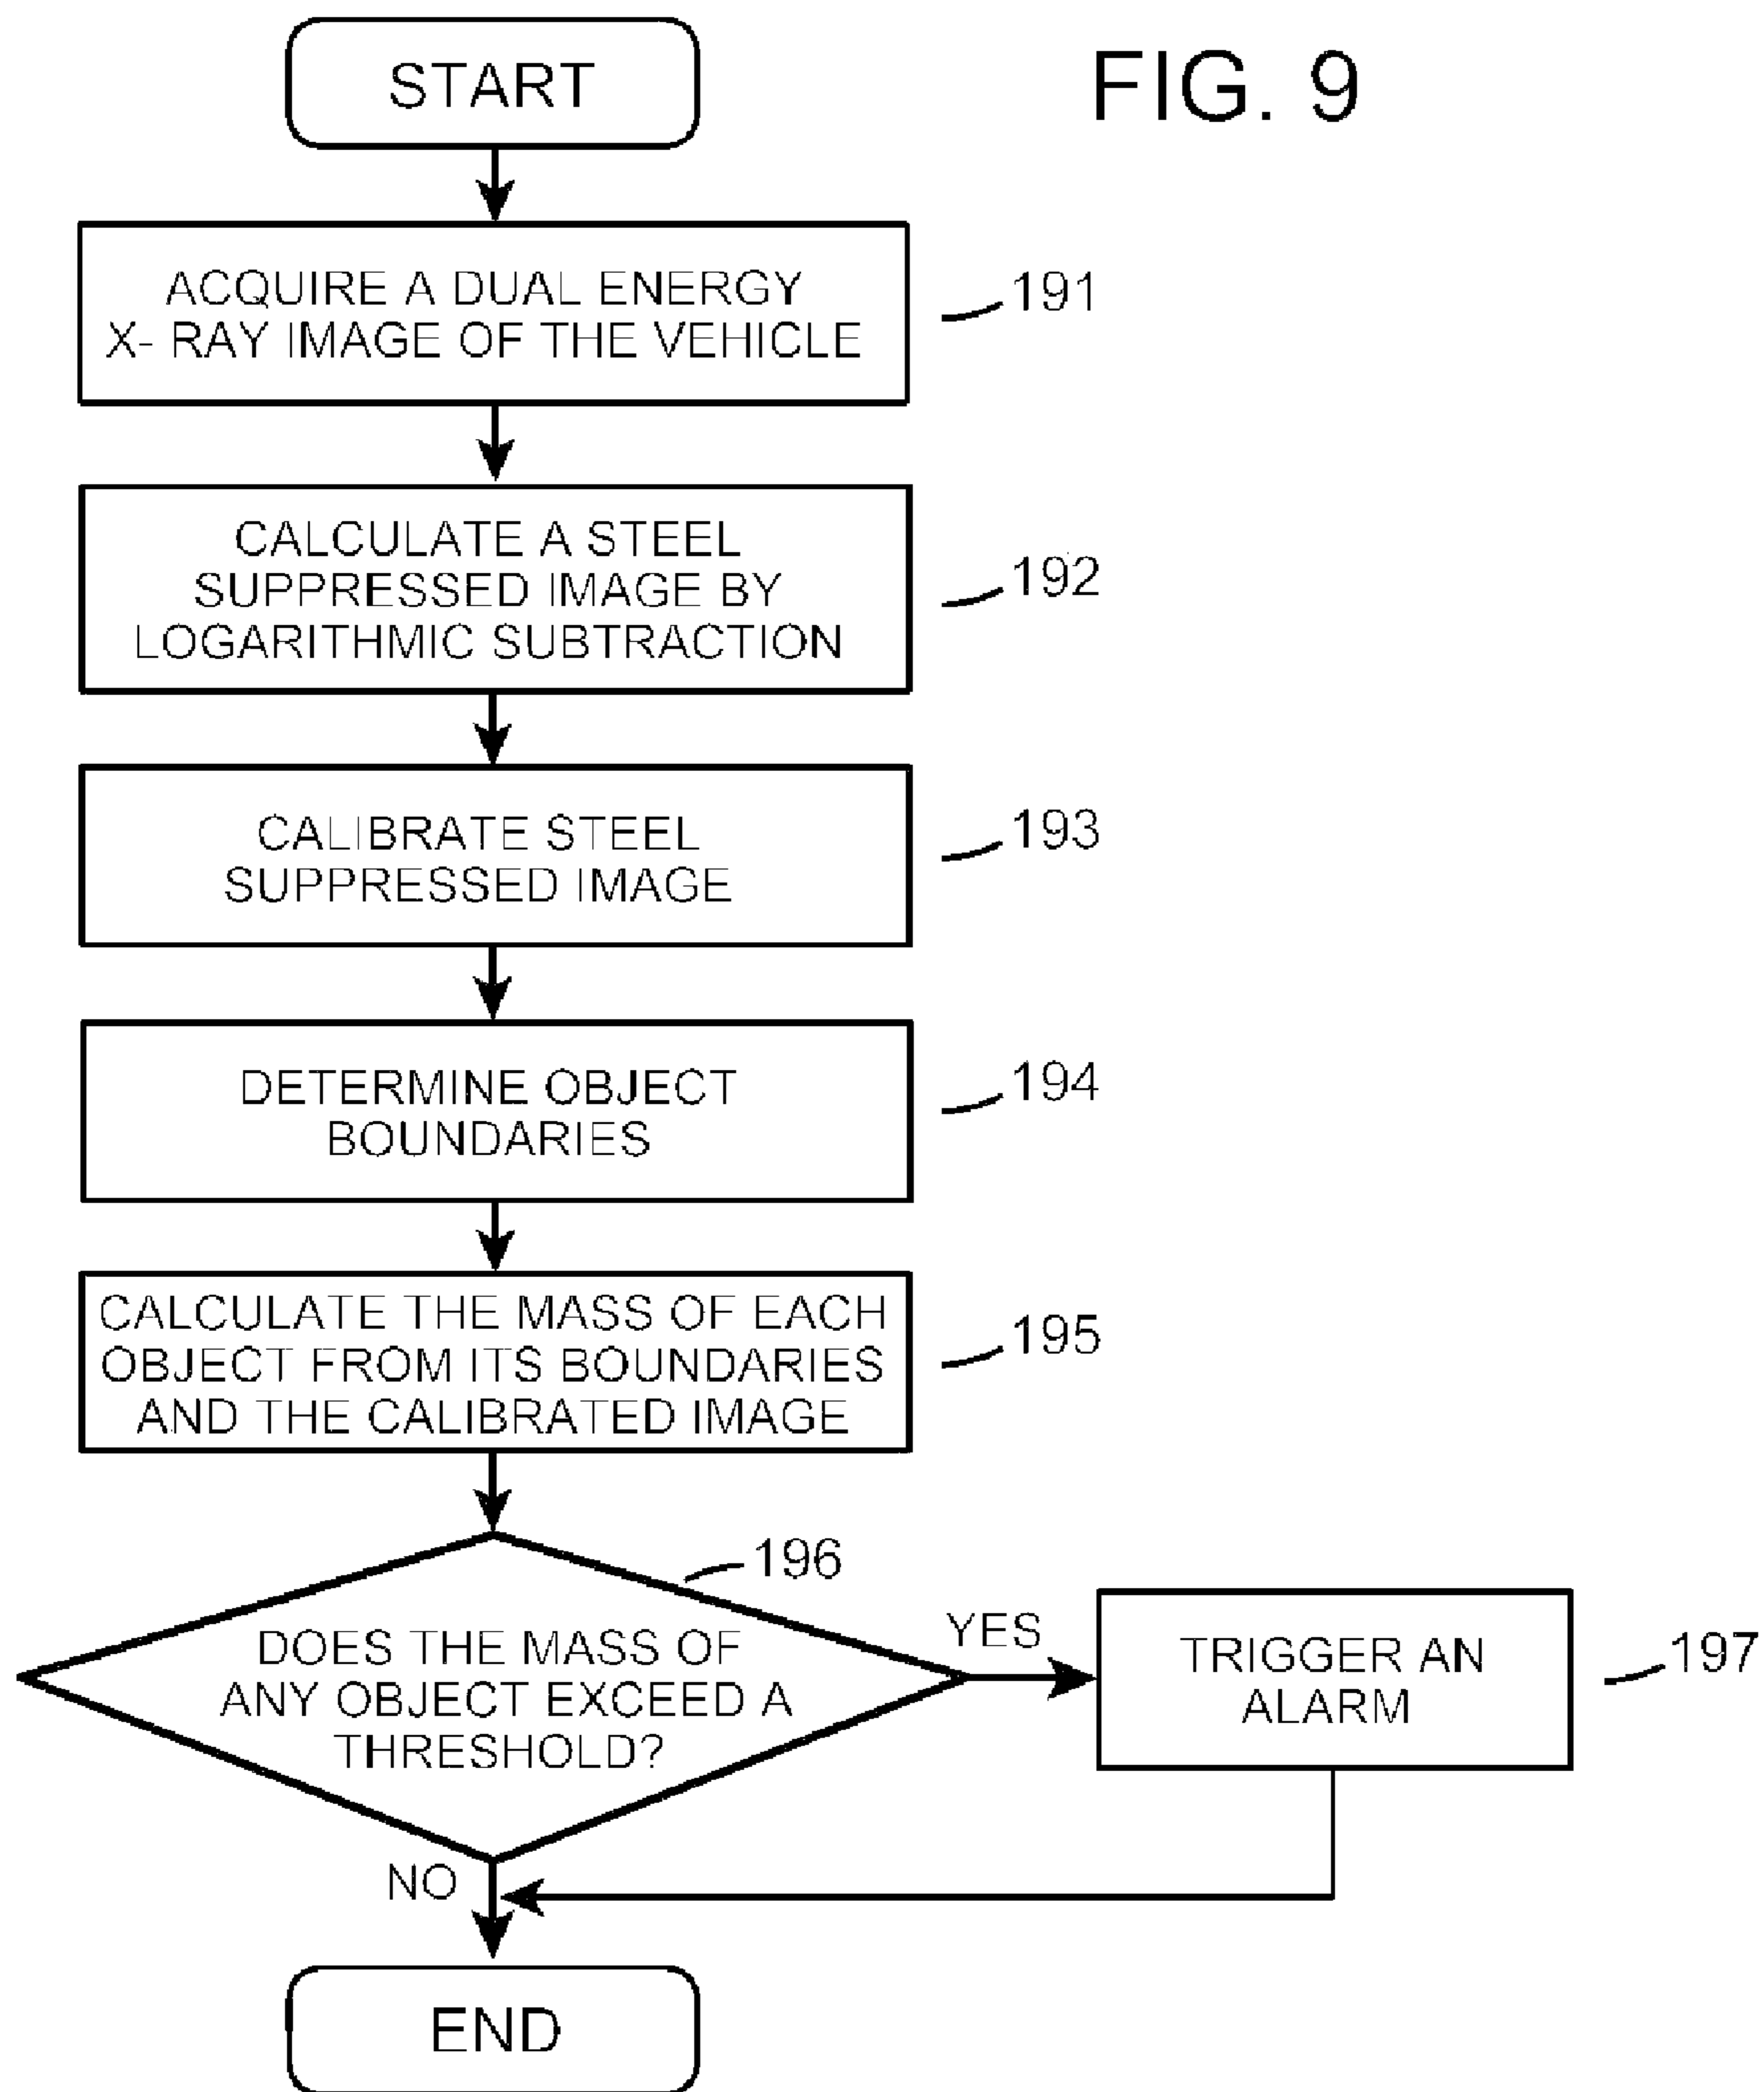 START
FIG. 9
ACQUIRE A DUAL ENERGY
X- RAY IMAGE OF THE VEHICLE
191
CALCULATE A STEEL
SUPPRESSED IMAGE BY
LOGARITHMIC SUBTRACTION
192
CALIBRATE STEEL
SUPPRESSED IMAGE
193
DETERMINE OBJECT
BOUNDARIES
194
CALCULATE THE MASS OF EACH
OBJECT FROM ITS BOUNDARIES
AND THE CALIBRATED IMAGE
195
196
DOES THE MASS OF
ANY OBJECT EXCEED A
THRESHOLD?
YES
TRIGGER AN
ALARM
197
NO
END